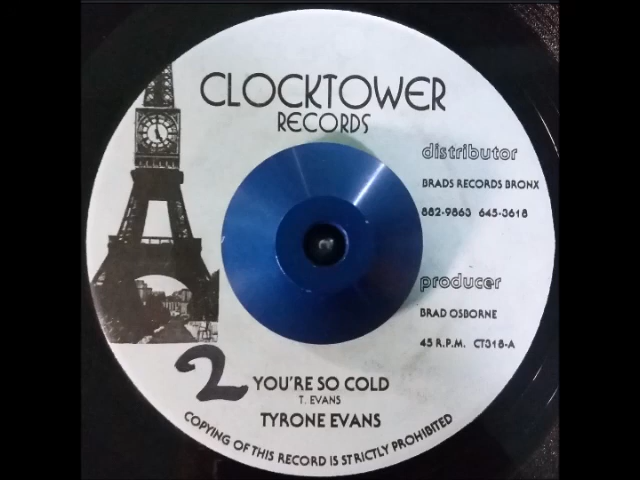 CLOCKTOWER
RECORDS
distributor
BRADS RECORDS BRONX
882-9863 645-3618
producer
BRAD OSBORNE
45 R.P.M. CT318-A
2
YOU'RE SO COLD
T. EVANS
TYRONE EVANS
COPYING OF THIS RECORD IS STRICTLY PROHIBITED